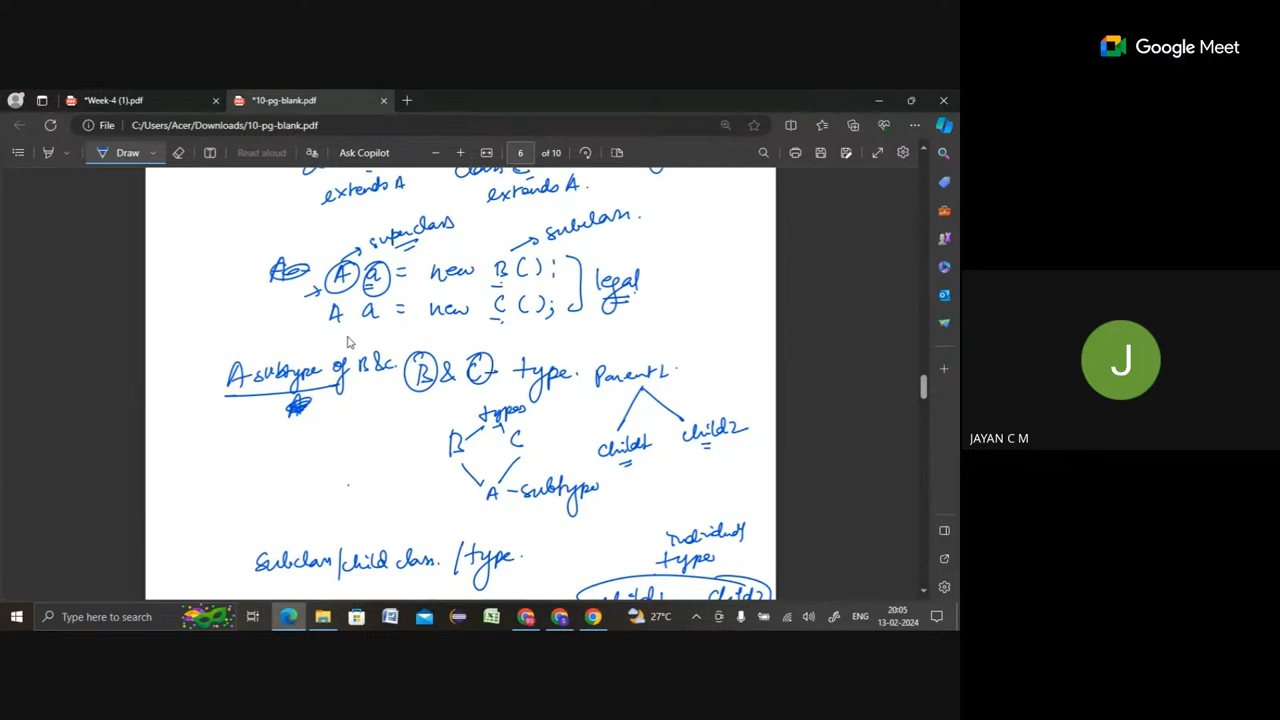 Google Meet
*Week-4 (1).pdf
*10-pg-blank.pdf
File C:/Users/Acer/Downloads/10-pg-blank.pdf
Draw
Read aloud
Ask Copilot
6 of 10
class C
extends A
extends A.
superclass
subclass.
A a = new B();
legal
A a = new C();
A subtype of B & C. B & C type. Parent1.
types
B C
child1 child2
A - subtype
subclass/child class. /type.
individual
type
child1 child2
JAYAN C M
J
Type here to search
27°C
ENG
20:05
13-02-2024